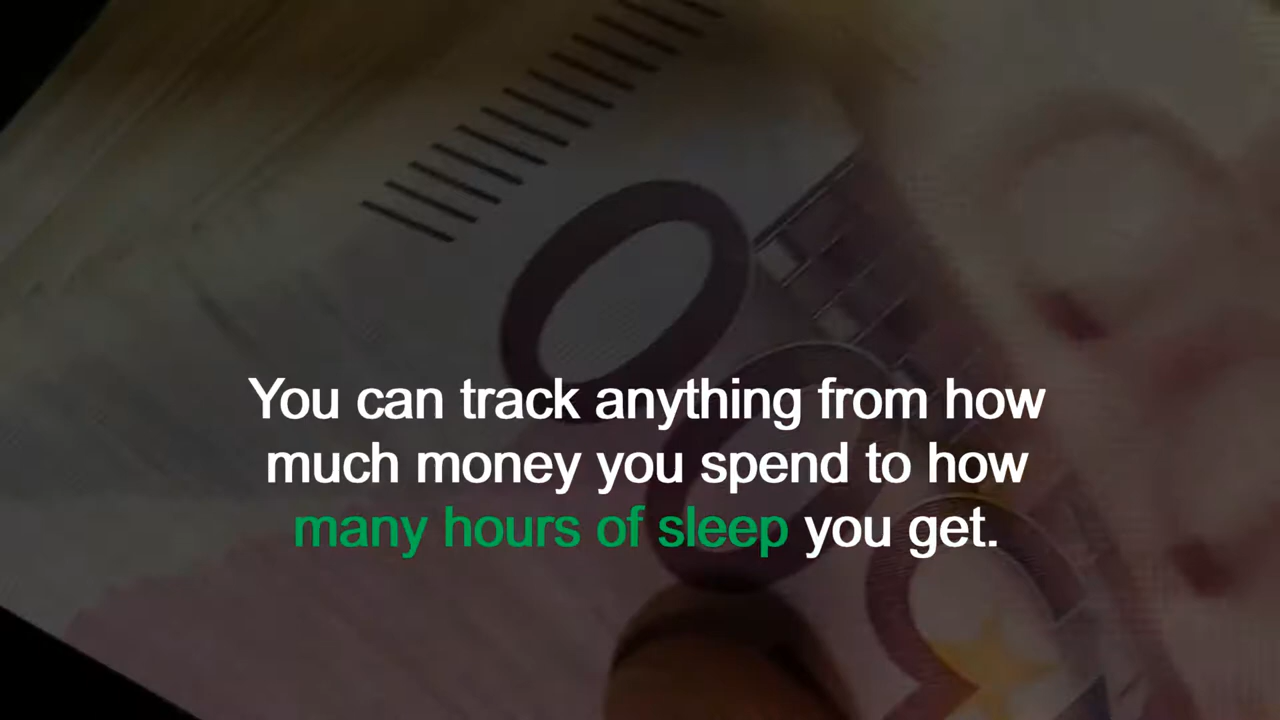 You can track anything from how
much money you spend to how
many hours of sleep you get.